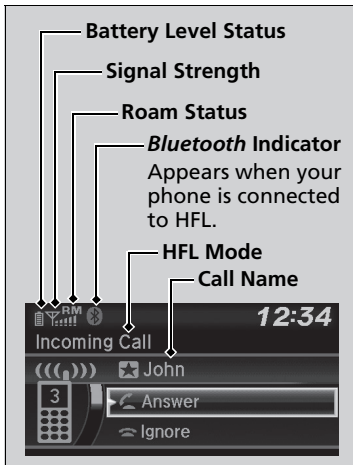 Battery Level Status
Signal Strength
Roam Status
Bluetooth Indicator
Appears when your
phone is connected
to HFL.
HFL Mode
Call Name
RM
12:34
Incoming Call
John
3
Answer
Ignore